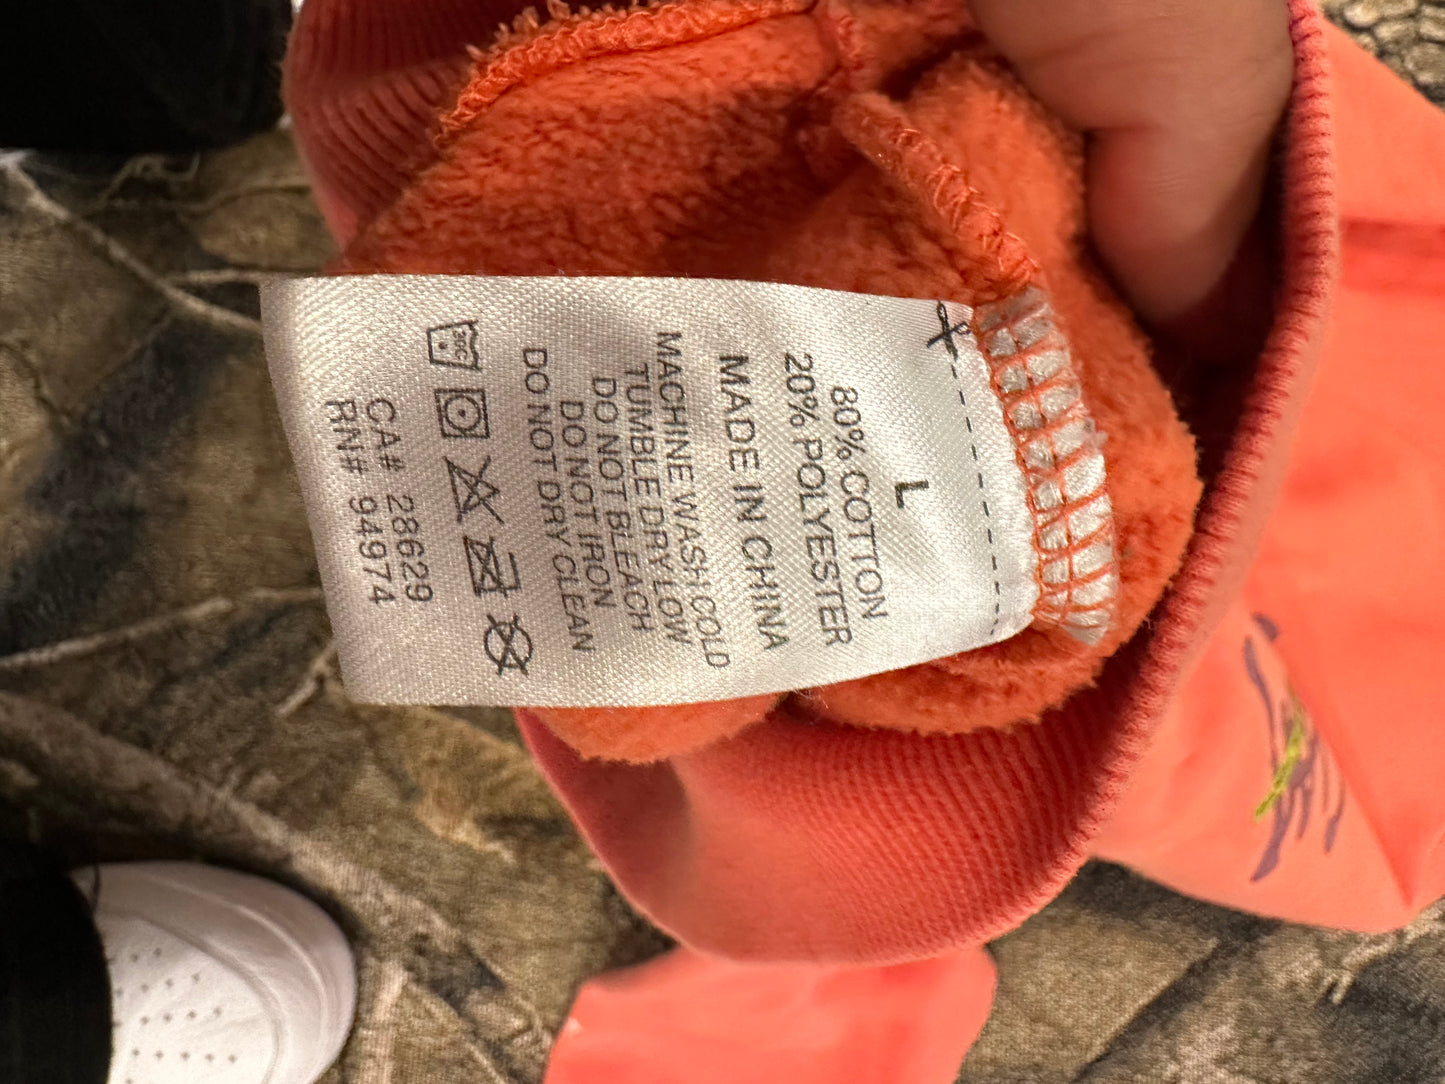 L
80% COTTON
20% POLYESTER
MADE IN CHINA
MACHINE WASH COLD
TUMBLE DRY LOW
DO NOT BLEACH
DO NOT IRON
DO NOT DRY CLEAN
30C
CA# 28629
RN# 94974